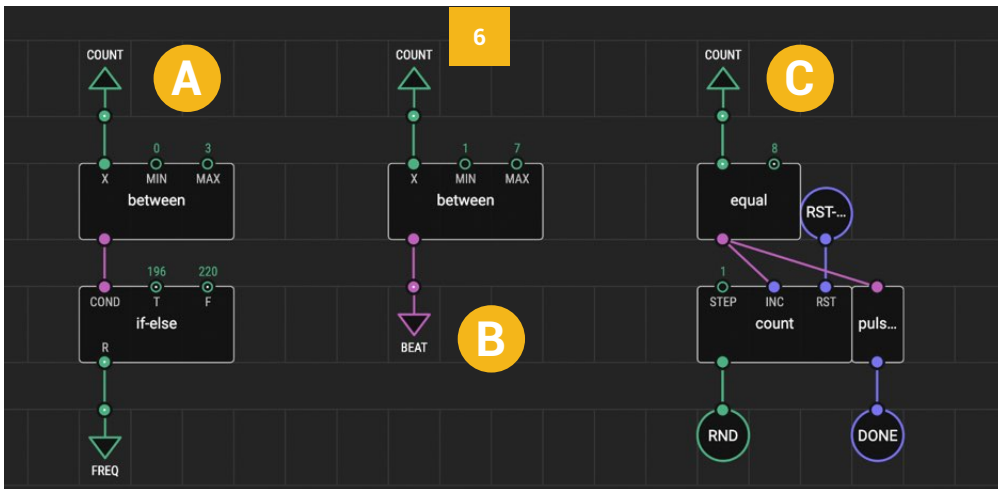 6
COUNT
A
COUNT
COUNT
C
0 3
X MIN MAX
between
1 7
X MIN MAX
between
8
equal
RST-...
196 220
COND T F
if-else
R
FREQ
BEAT
B
1
STEP INC RST
count
puls...
RND
DONE